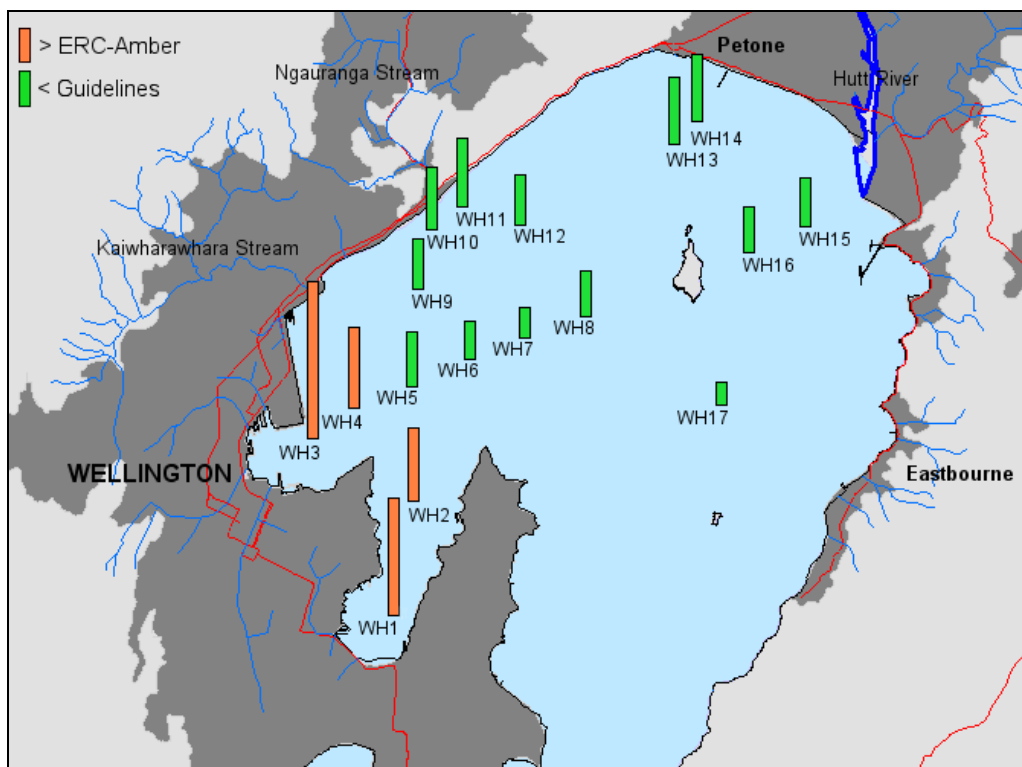 > ERC-Amber
< Guidelines
Petone
Ngauranga Stream
Hutt River
WH14
WH13
WH11
WH10
WH12
WH15
WH16
Kaiwharawhara Stream
WH9
WH8
WH7
WH6
WH5
WH4
WH17
WH3
WELLINGTON
Eastbourne
WH2
WH1